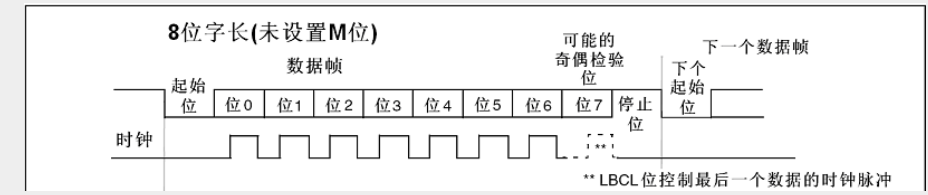 8位字长(未设置M位)
数据帧
可能的
奇偶检验
位
下一个数据帧
起始
位
位0
位1
位2
位3
位4
位5
位6
位7
停止
位
下个
起始
位
时钟
**
** LBCL位控制最后一个数据的时钟脉冲